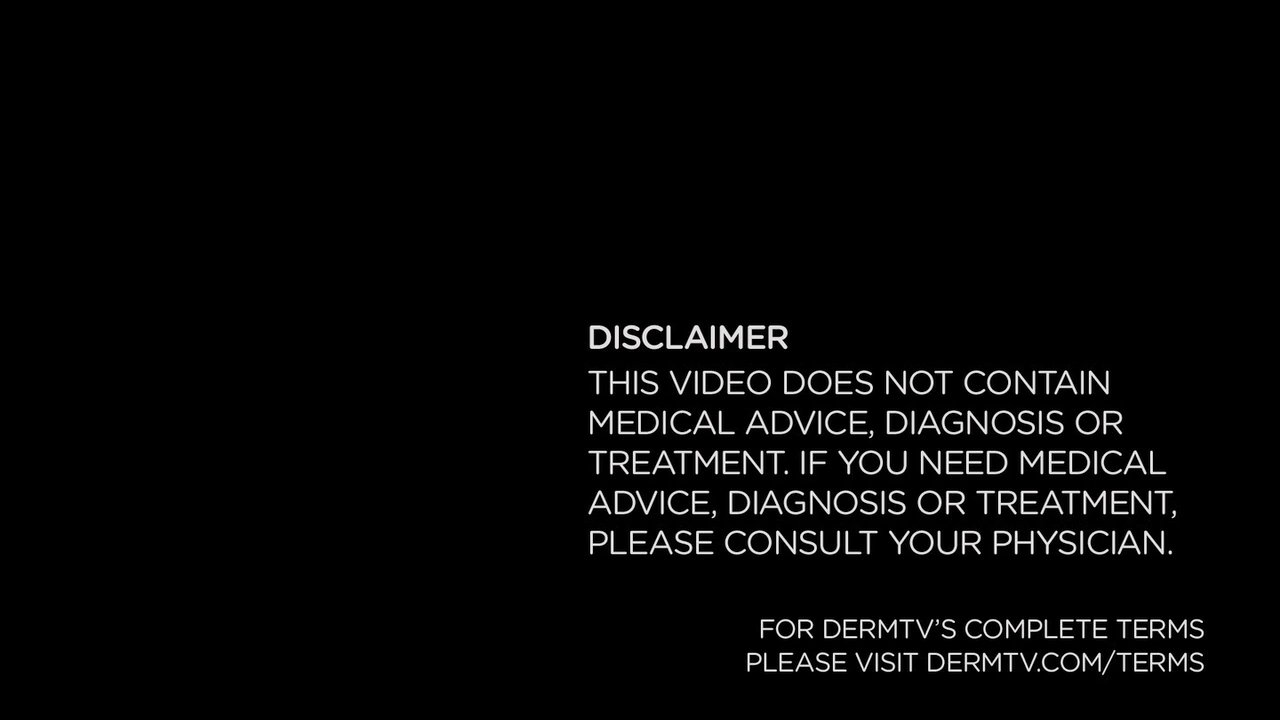 DISCLAIMER
THIS VIDEO DOES NOT CONTAIN
MEDICAL ADVICE, DIAGNOSIS OR
TREATMENT. IF YOU NEED MEDICAL
ADVICE, DIAGNOSIS OR TREATMENT,
PLEASE CONSULT YOUR PHYSICIAN.
FOR DERMTV’S COMPLETE TERMS
PLEASE VISIT DERMTV.COM/TERMS